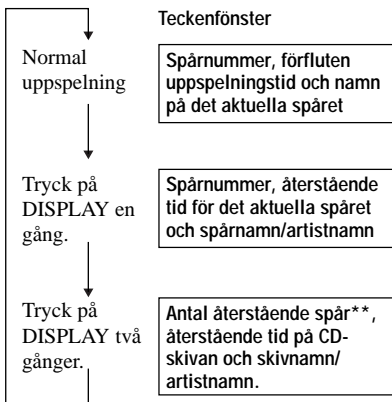 Teckenfönster
Normal
uppspelning
Spårnummer, förfluten
uppspelningstid och namn
på det aktuella spåret
Tryck på
DISPLAY en
gång.
Spårnummer, återstående
tid för det aktuella spåret
och spårnamn/artistnamn
Tryck på
DISPLAY två
gånger.
Antal återstående spår**,
återstående tid på CD-
skivan och skivnamn/
artistnamn.